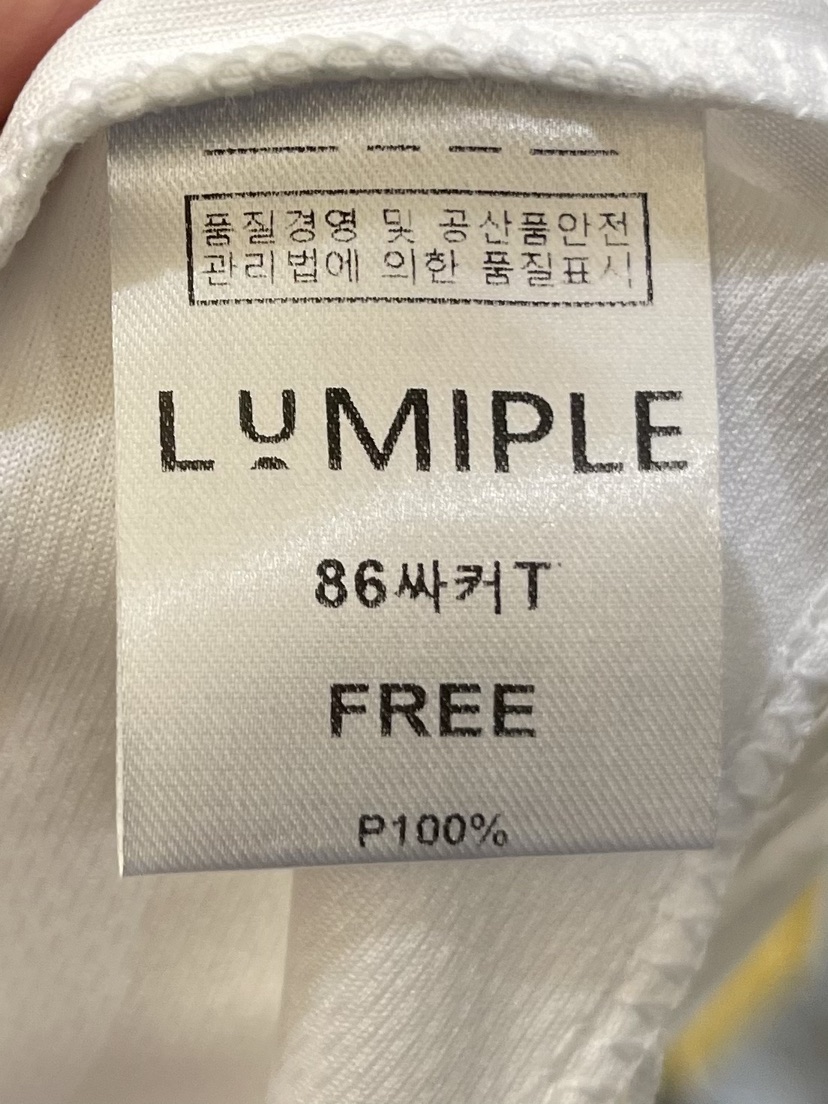 품질경영 및 공산품안전
관리법에 의한 품질표시
LUMIPLE
86싸커T
FREE
P100%